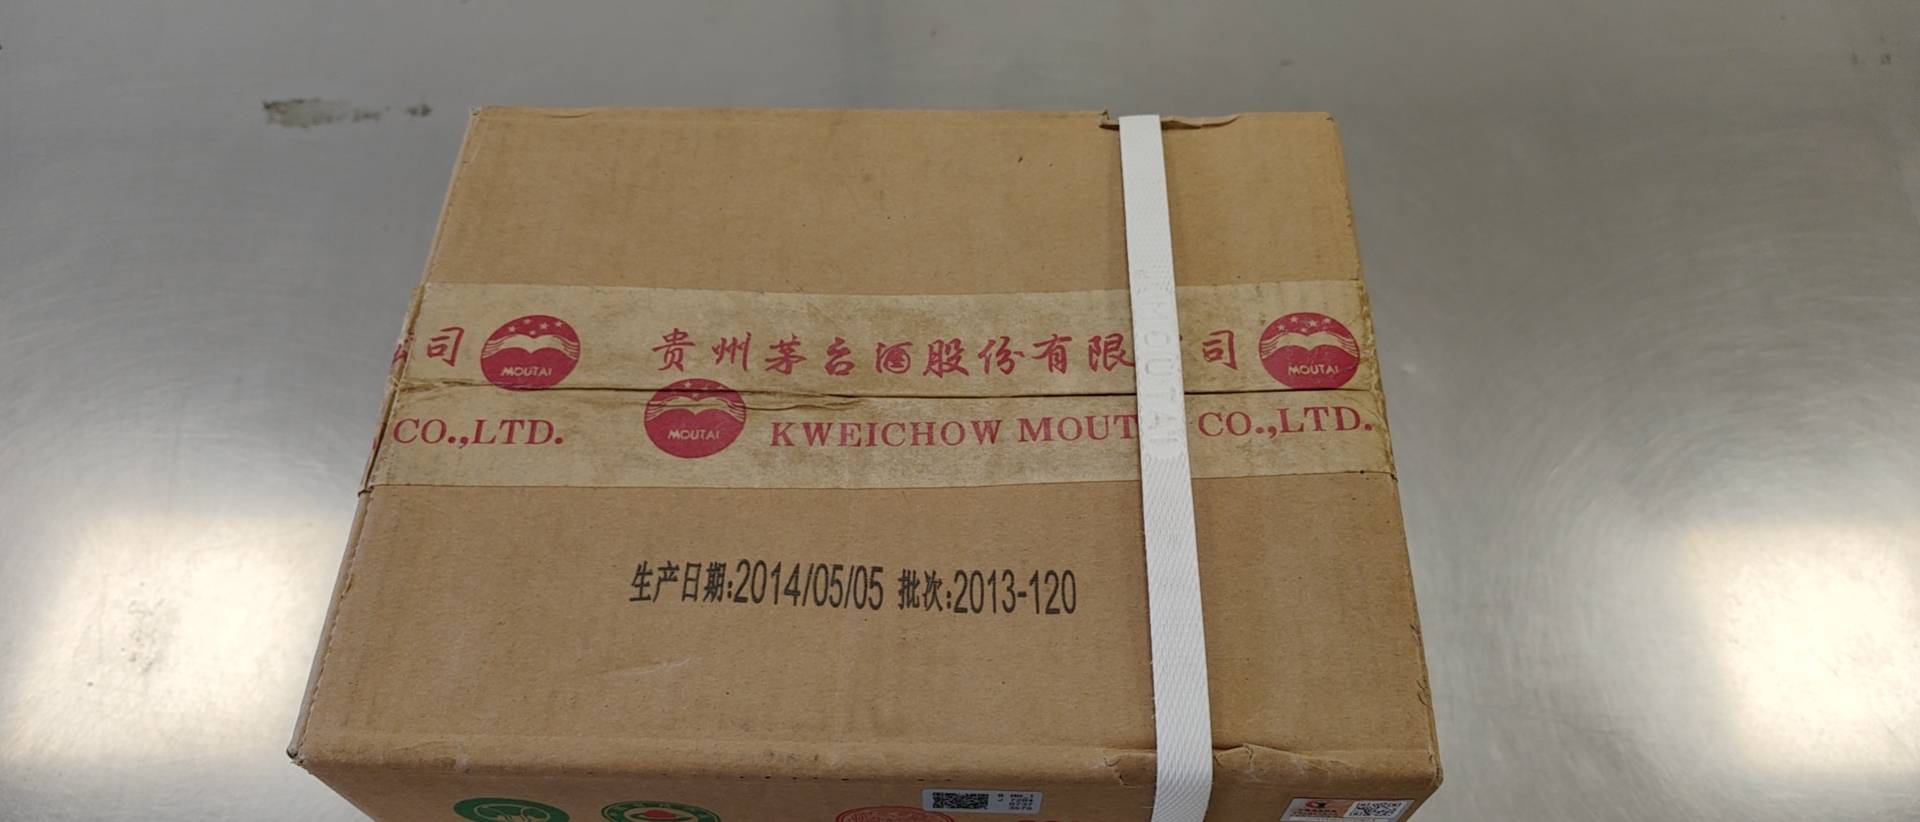 司 MOUTAI 贵州茅台酒股份有限 司 MOUTAI
CO.,LTD. MOUTAI KWEICHOW MOUT CO.,LTD.
MOUTAI
生产日期:2014/05/05 批次:2013-120